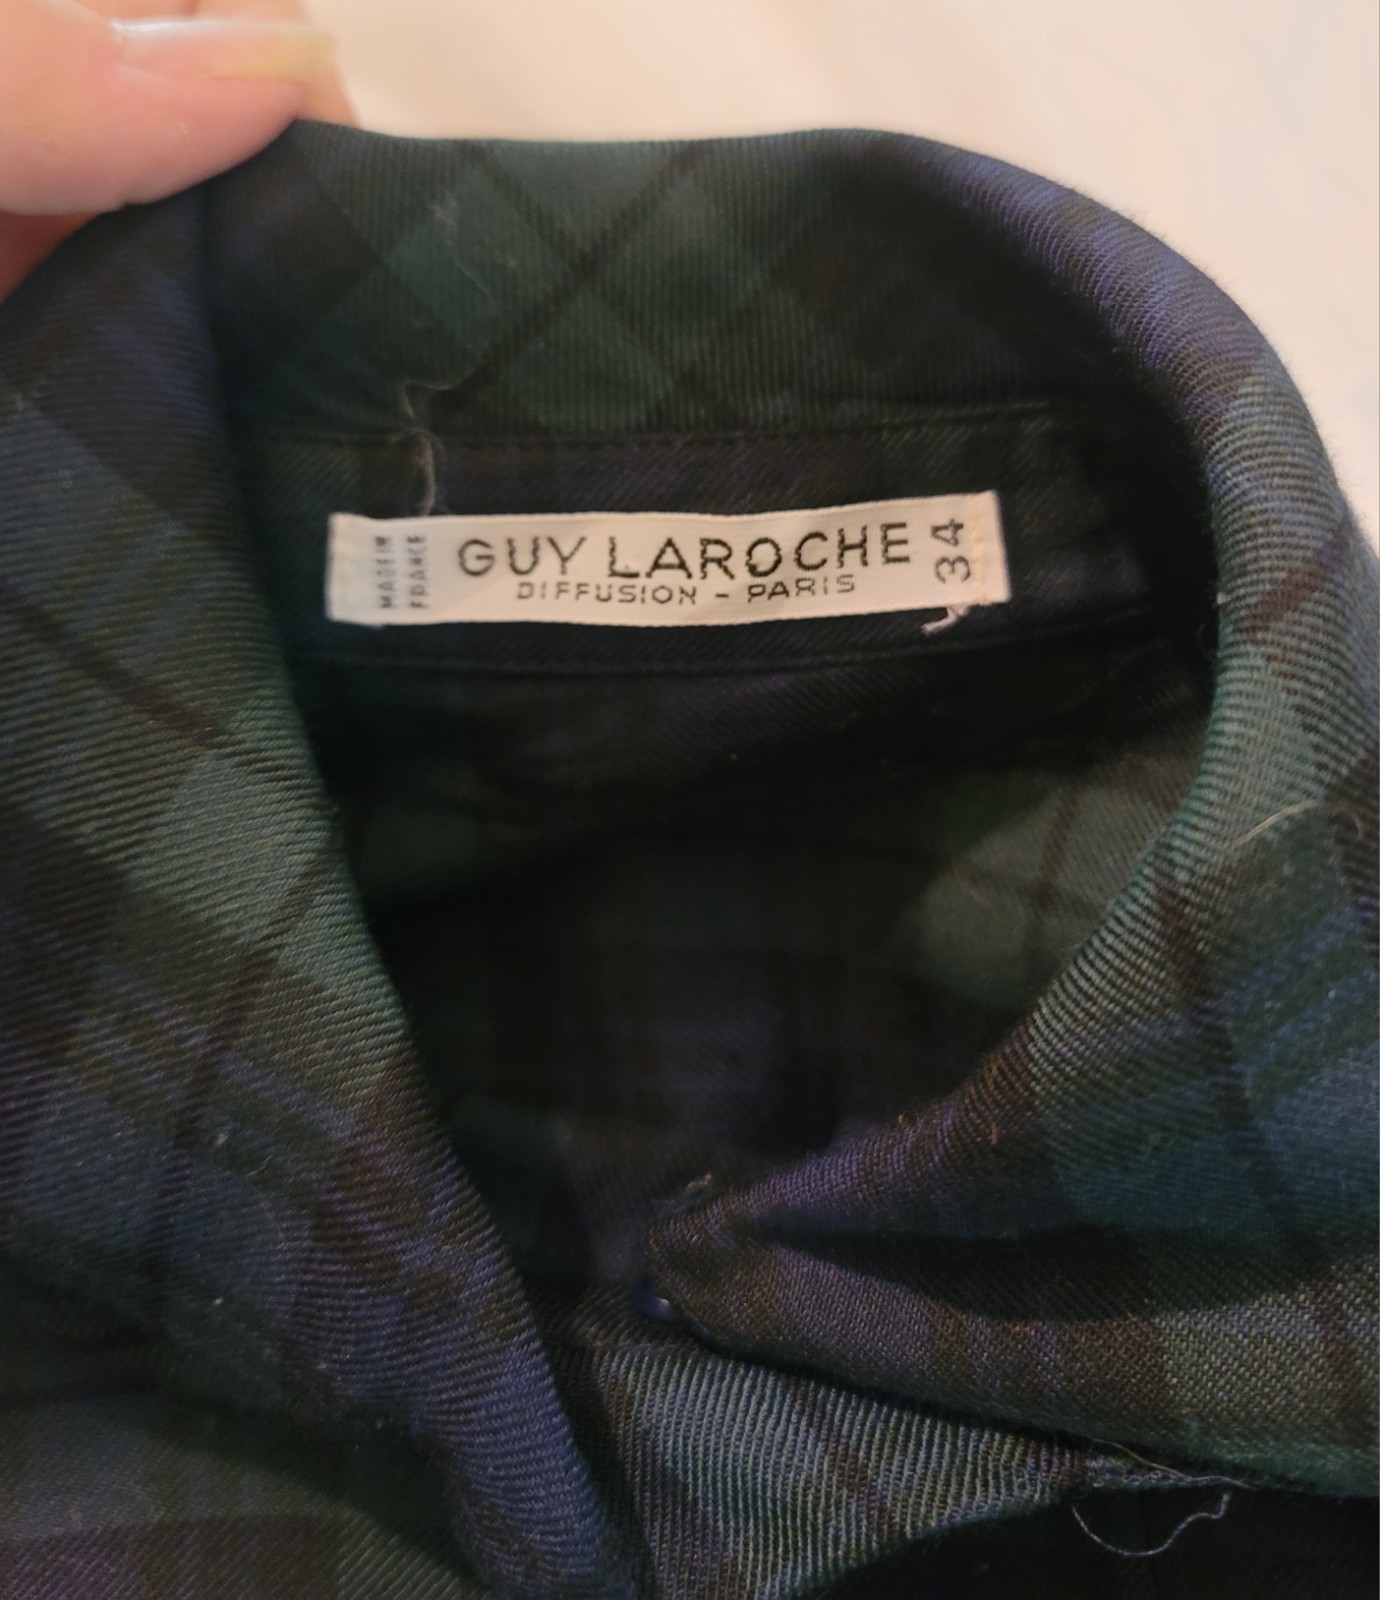 MADE IN
FRANCE
GUY LAROCHE
DIFFUSION - PARIS
34